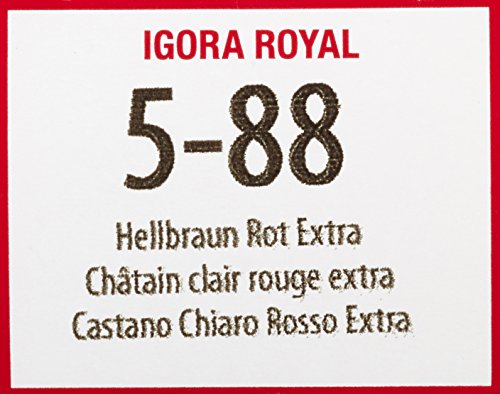 IGORA ROYAL
5-88
Hellbraun Rot Extra
Châtain clair rouge extra
Castano Chiaro Rosso Extra